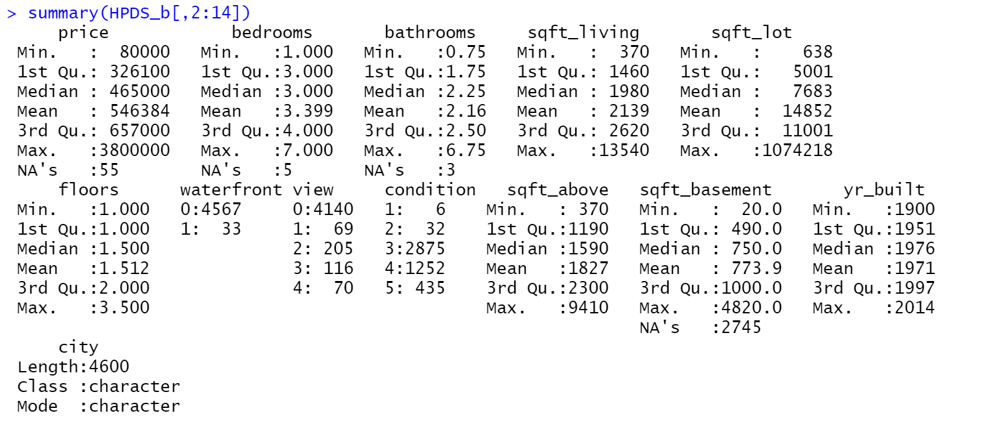 > summary(HPDS_b[,2:14])
     price            bedrooms       bathrooms     sqft_living       sqft_lot
 Min.   :  80000   Min.   :1.000   Min.   :0.75   Min.   :  370   Min.   :    638
 1st Qu.: 326100   1st Qu.:3.000   1st Qu.:1.75   1st Qu.: 1460   1st Qu.:   5001
 Median : 465000   Median :3.000   Median :2.25   Median : 1980   Median :   7683
 Mean   : 546384   Mean   :3.399   Mean   :2.16   Mean   : 2139   Mean   :  14852
 3rd Qu.: 657000   3rd Qu.:4.000   3rd Qu.:2.50   3rd Qu.: 2620   3rd Qu.:  11001
 Max.   :3800000   Max.   :7.000   Max.   :6.75   Max.   :13540   Max.   :1074218
 NA's   :55        NA's   :5       NA's   :3
     floors      waterfront view     condition   sqft_above   sqft_basement       yr_built
 Min.   :1.000   0:4567     0:4140   1:   6    Min.   : 370   Min.   :  20.0   Min.   :1900
 1st Qu.:1.000   1:  33     1:  69   2:  32    1st Qu.:1190   1st Qu.: 490.0   1st Qu.:1951
 Median :1.500              2: 205   3:2875    Median :1590   Median : 750.0   Median :1976
 Mean   :1.512              3: 116   4:1252    Mean   :1827   Mean   : 773.9   Mean   :1971
 3rd Qu.:2.000              4:  70   5: 435    3rd Qu.:2300   3rd Qu.:1000.0   3rd Qu.:1997
 Max.   :3.500                                 Max.   :9410   Max.   :4820.0   Max.   :2014
                                                              NA's   :2745
     city
 Length:4600
 Class :character
 Mode  :character